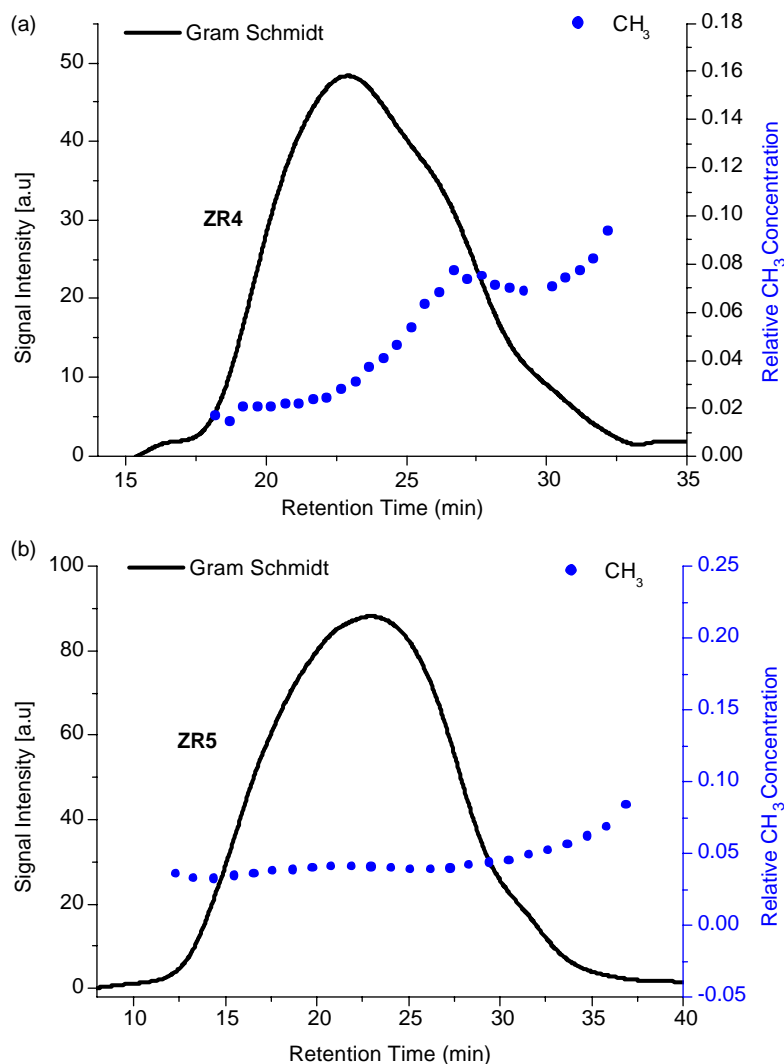 (a)
Gram Schmidt
CH3
ZR4
Signal Intensity [a.u]
50
40
30
20
10
0
0.18
0.16
0.14
0.12
0.10
0.08
0.06
0.04
0.02
0.00
Relative CH3 Concentration
15 20 25 30 35
Retention Time (min)
(b)
Gram Schmidt
CH3
ZR5
Signal Intensity [a.u]
100
80
60
40
20
0
0.25
0.20
0.15
0.10
0.05
0.00
-0.05
Relative CH3 Concentration
10 15 20 25 30 35 40
Retention Time (min)